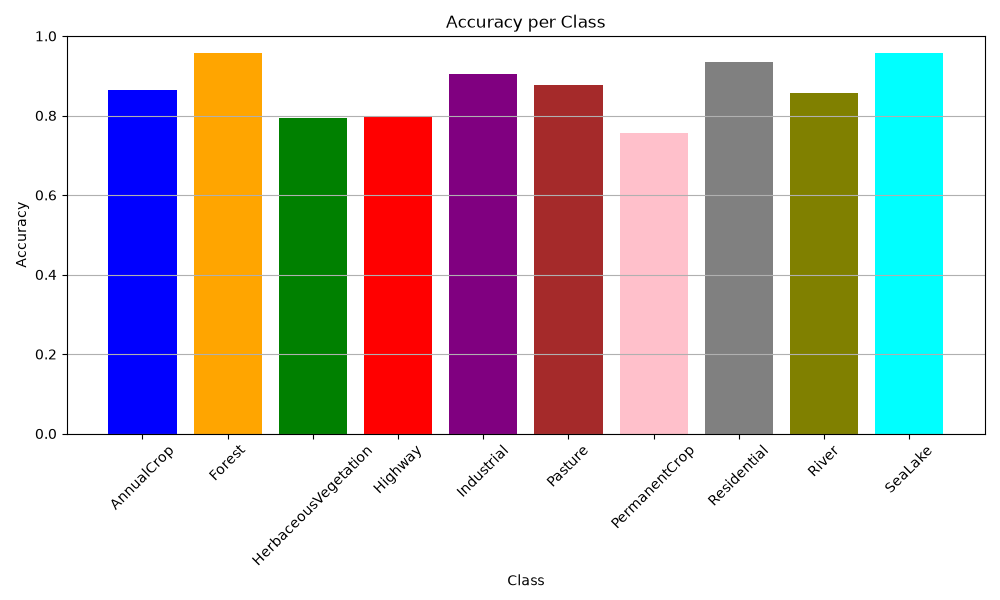 Accuracy per Class
1.0
0.8
0.6
0.4
0.2
0.0
Accuracy
AnnualCrop
Forest
HerbaceousVegetation
Highway
Industrial
Pasture
PermanentCrop
Residential
River
SeaLake
Class